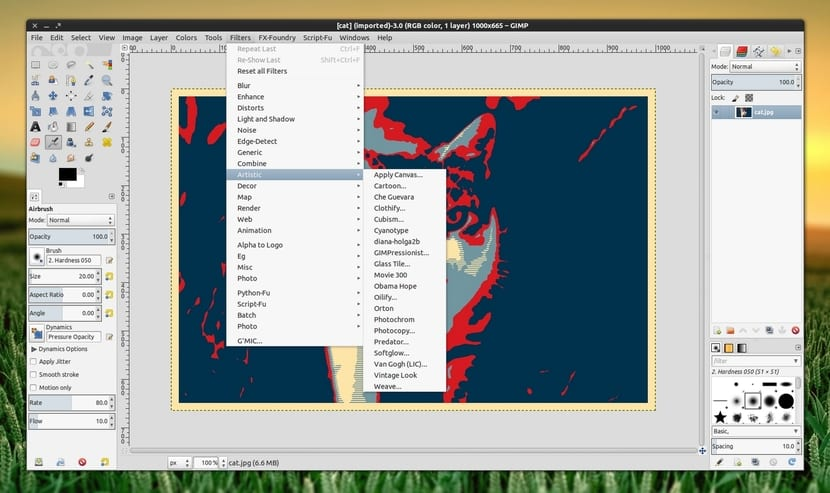 [cat] (imported)-3.0 (RGB color, 1 layer) 1000x665 – GIMP
File Edit Select View Image Layer Colors Tools Filters FX-Foundry Script-Fu Windows Help
Repeat Last Ctrl+F
Re-Show Last Shift+Ctrl+F
Reset all Filters
Blur
Enhance
Distorts
Light and Shadow
Noise
Edge-Detect
Generic
Combine
Artistic
Decor
Map
Render
Web
Animation
Alpha to Logo
Eg
Misc
Photo
Python-Fu
Script-Fu
Batch
Photo
G'MIC...
Apply Canvas...
Cartoon...
Che Guevara
Clothify...
Cubism...
Cyanotype
diana-holga2b
GIMPressionist...
Glass Tile...
Movie 300
Obama Hope
Oilify...
Orton
Photochrom
Photocopy...
Predator...
Softglow...
Van Gogh (LIC)...
Vintage Look
Weave...
Airbrush
Mode: Normal
Opacity 100.0
Brush
2. Hardness 050
Size 20.00
Aspect Ratio 0.00
Angle 0.00
Dynamics
Pressure Opacity
Dynamics Options
Apply Jitter
Smooth stroke
Motion only
Rate 80.0
Flow 10.0
px 100 % cat.jpg (6.6 MB)
Mode: Normal
Opacity 100.0
Lock:
cat.jpg
filter
2. Hardness 050 (51 × 51)
Basic,
Spacing 10.0